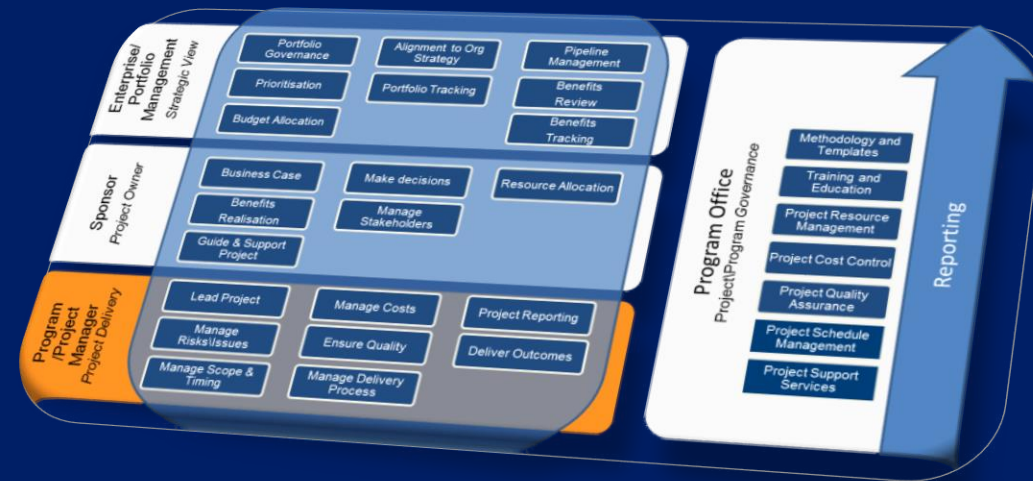 Enterprise/
Portfolio
Management
Strategic View
Portfolio
Governance
Alignment to Org
Strategy
Pipeline
Management
Prioritisation
Portfolio Tracking
Benefits
Review
Budget Allocation
Benefits
Tracking
Sponsor
Project Owner
Business Case
Make decisions
Resource Allocation
Benefits
Realisation
Manage
Stakeholders
Guide & Support
Project
Program
/Project
Manager
Project Delivery
Lead Project
Manage Costs
Project Reporting
Manage
Risks\Issues
Ensure Quality
Deliver Outcomes
Manage Scope &
Timing
Manage Delivery
Process
Program Office
Project\Program Governance
Methodology and
Templates
Training and
Education
Project Resource
Management
Project Cost Control
Project Quality
Assurance
Project Schedule
Management
Project Support
Services
Reporting